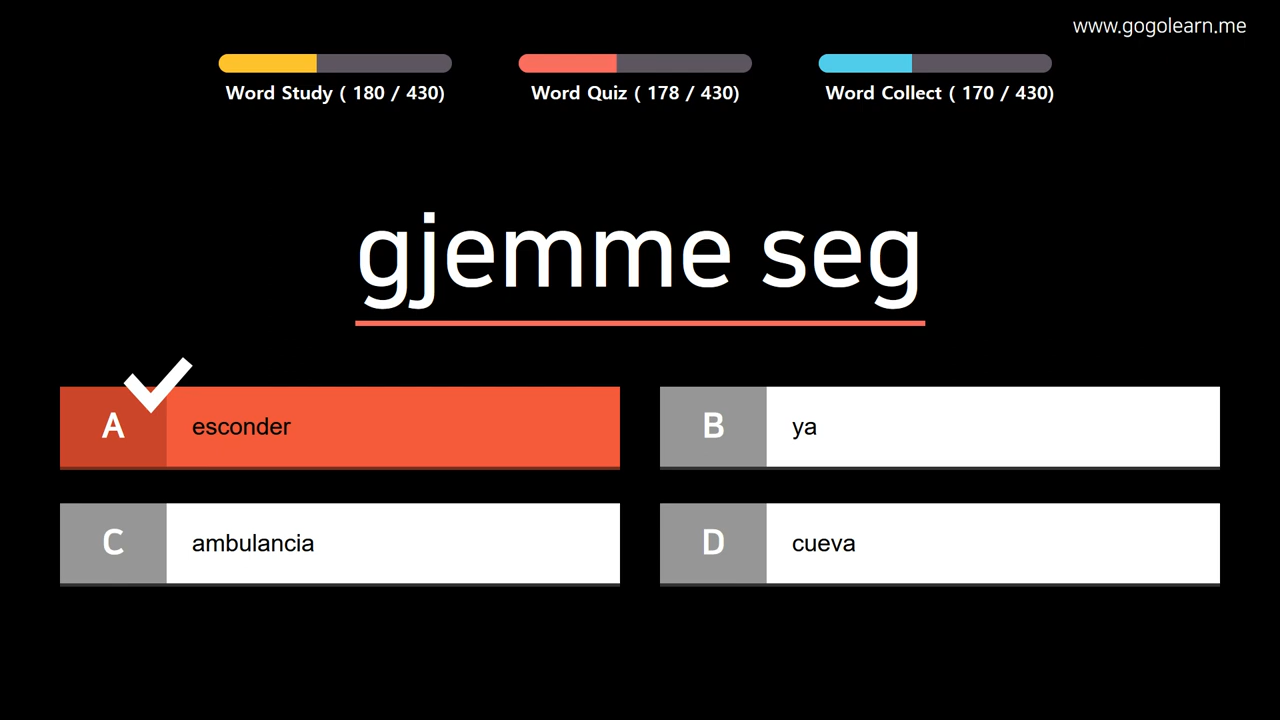 www.gogolearn.me
Word Study ( 180 / 430)
Word Quiz ( 178 / 430)
Word Collect ( 170 / 430)
gjemme seg
A esconder
B ya
C ambulancia
D cueva